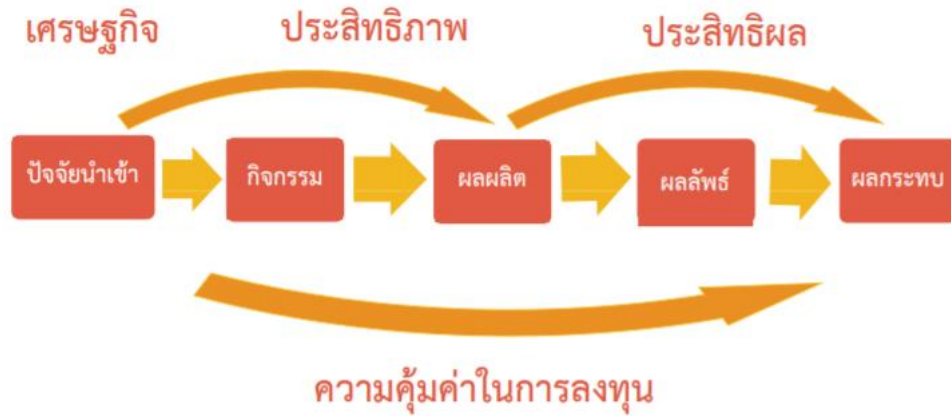 เศรษฐกิจ
ประสิทธิภาพ
ประสิทธิผล
ปัจจัยนำเข้า
กิจกรรม
ผลผลิต
ผลลัพธ์
ผลกระทบ
ความคุ้มค่าในการลงทุน